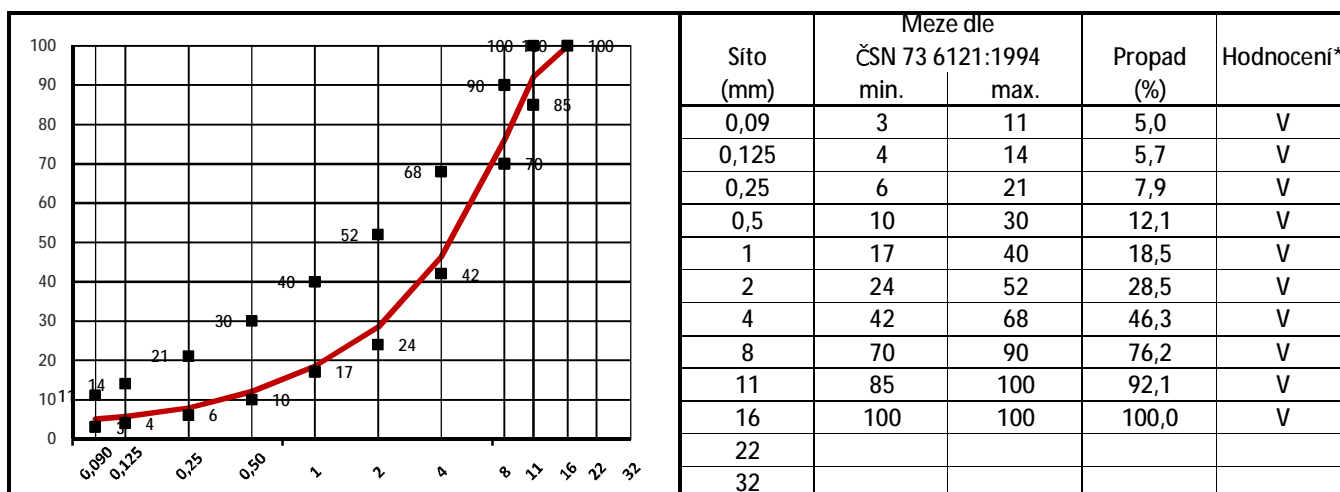 100
90
80
70
60
50
40
30
20
10
0
100 100 100
90
85
68
70
52
40
42
30
21
24
17
14
11
10
6
4
3
0,090 0,125 0,25 0,50 1 2 4 8 11 16 22 32
Meze dle
Síto ČSN 73 6121:1994 Propad Hodnocení*
(mm) min. max. (%)
0,09 3 11 5,0 V
0,125 4 14 5,7 V
0,25 6 21 7,9 V
0,5 10 30 12,1 V
1 17 40 18,5 V
2 24 52 28,5 V
4 42 68 46,3 V
8 70 90 76,2 V
11 85 100 92,1 V
16 100 100 100,0 V
22
32